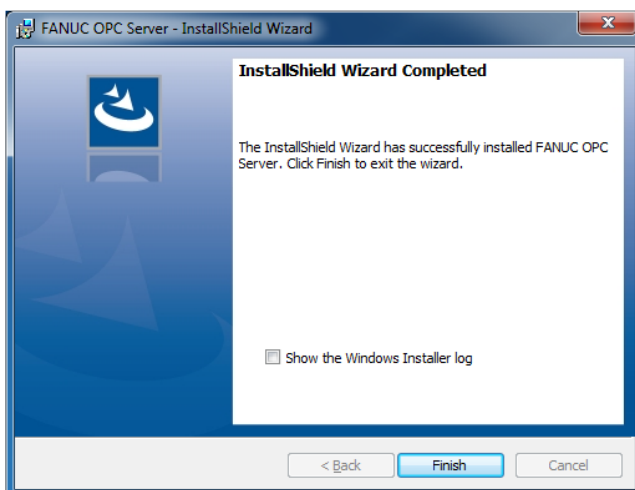 FANUC OPC Server - InstallShield Wizard
InstallShield Wizard Completed
The InstallShield Wizard has successfully installed FANUC OPC
Server. Click Finish to exit the wizard.
Show the Windows Installer log
< Back
Finish
Cancel